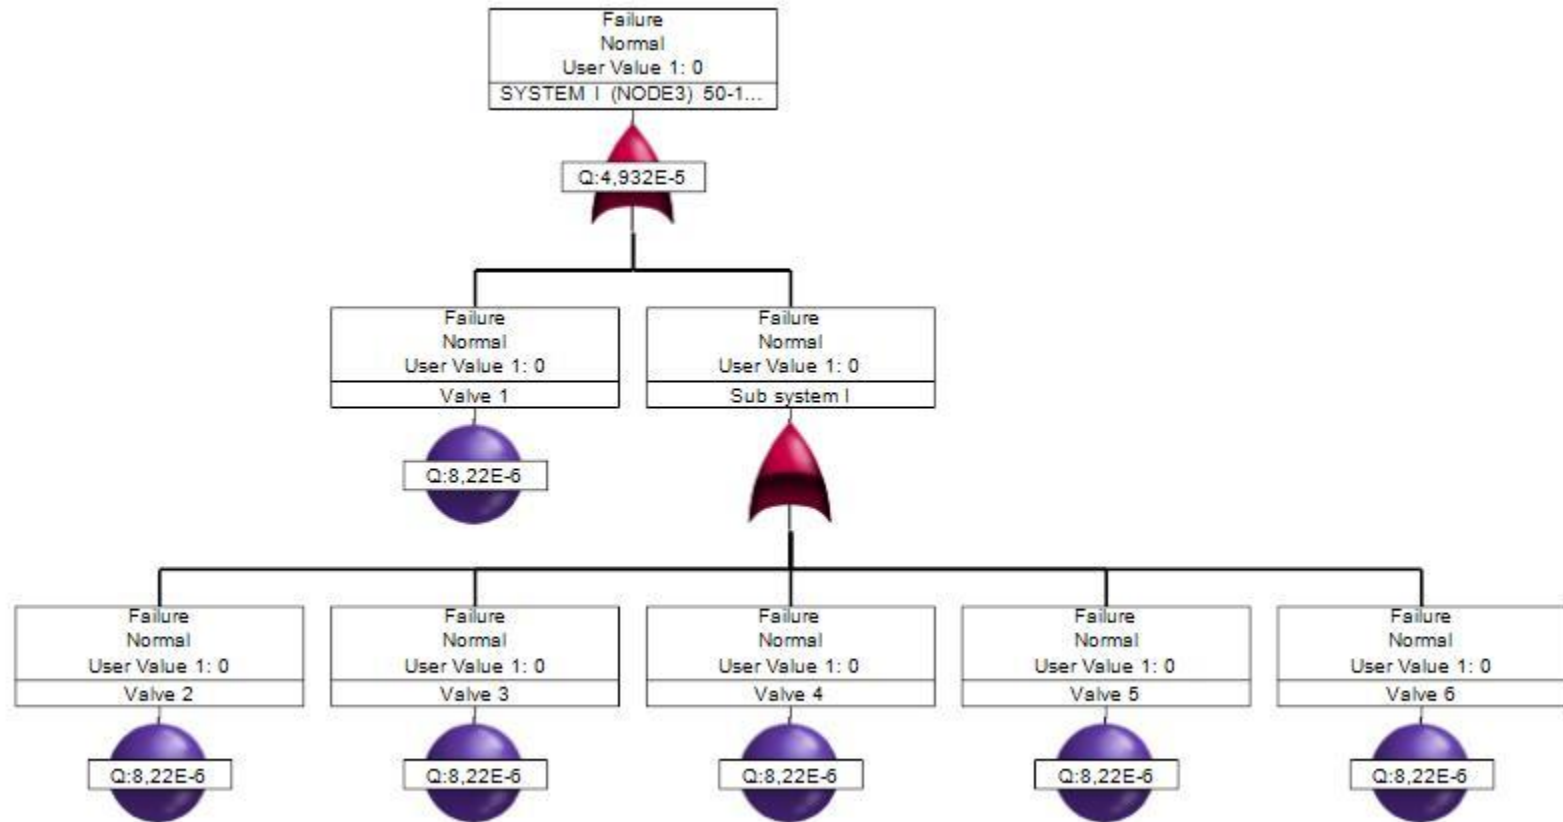 Failure
Normal
User Value 1: 0
SYSTEM I (NODE3) 50-1...
Q:4,932E-5
Failure
Normal
User Value 1: 0
Valve 1
Q:8,22E-6
Failure
Normal
User Value 1: 0
Sub system I
Failure
Normal
User Value 1: 0
Valve 2
Q:8,22E-6
Failure
Normal
User Value 1: 0
Valve 3
Q:8,22E-6
Failure
Normal
User Value 1: 0
Valve 4
Q:8,22E-6
Failure
Normal
User Value 1: 0
Valve 5
Q:8,22E-6
Failure
Normal
User Value 1: 0
Valve 6
Q:8,22E-6